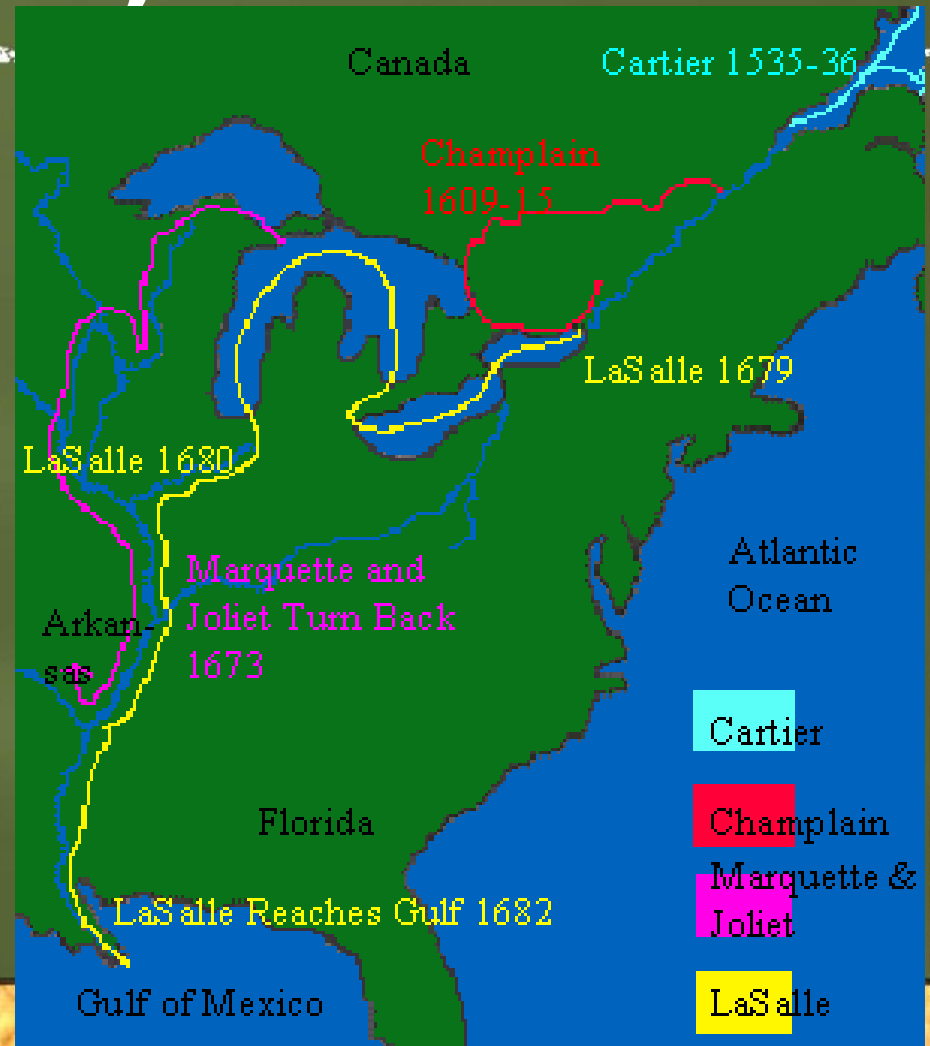 Canada
Cartier 1535-36
Champlain
1609-15
LaSalle 1679
LaSalle 1680
Marquette and
Joliet Turn Back
1673
Arkan-
sas
Atlantic
Ocean
Florida
LaSalle Reaches Gulf 1682
Gulf of Mexico
Cartier
Champlain
Marquette &
Joliet
LaSalle